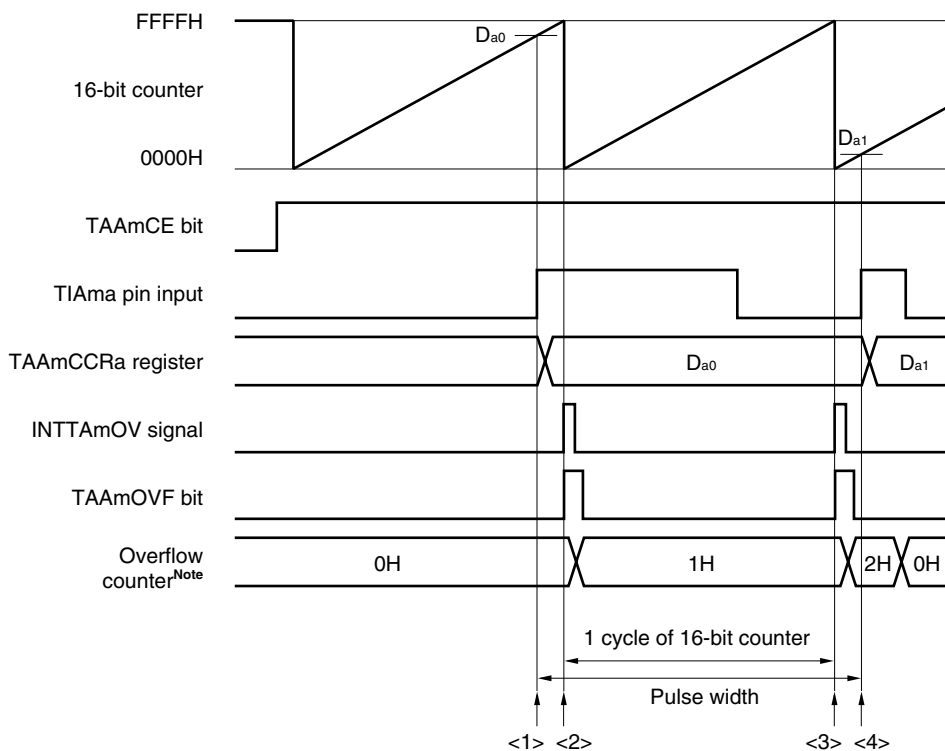 FFFFH
Da0
16-bit counter
0000H
Da1
TAAmCE bit
TIAma pin input
TAAmCCRa register
Da0
Da1
INTTAmOV signal
TAAmOVF bit
Overflow
counterNote
0H
1H
2H
0H
1 cycle of 16-bit counter
Pulse width
<1> <2> <3> <4>